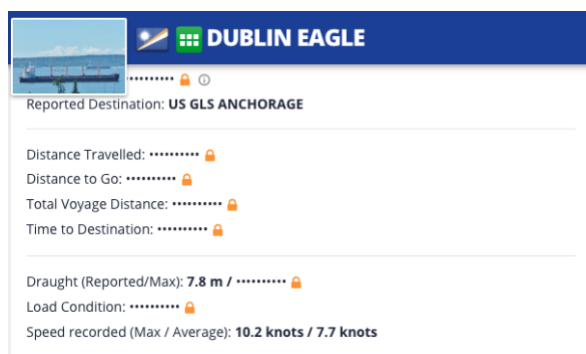 DUBLIN EAGLE
••••••••••
Reported Destination: US GLS ANCHORAGE
Distance Travelled: ••••••••••
Distance to Go: ••••••••••
Total Voyage Distance: ••••••••••
Time to Destination: ••••••••••
Draught (Reported/Max): 7.8 m / ••••••••••
Load Condition: ••••••••••
Speed recorded (Max / Average): 10.2 knots / 7.7 knots